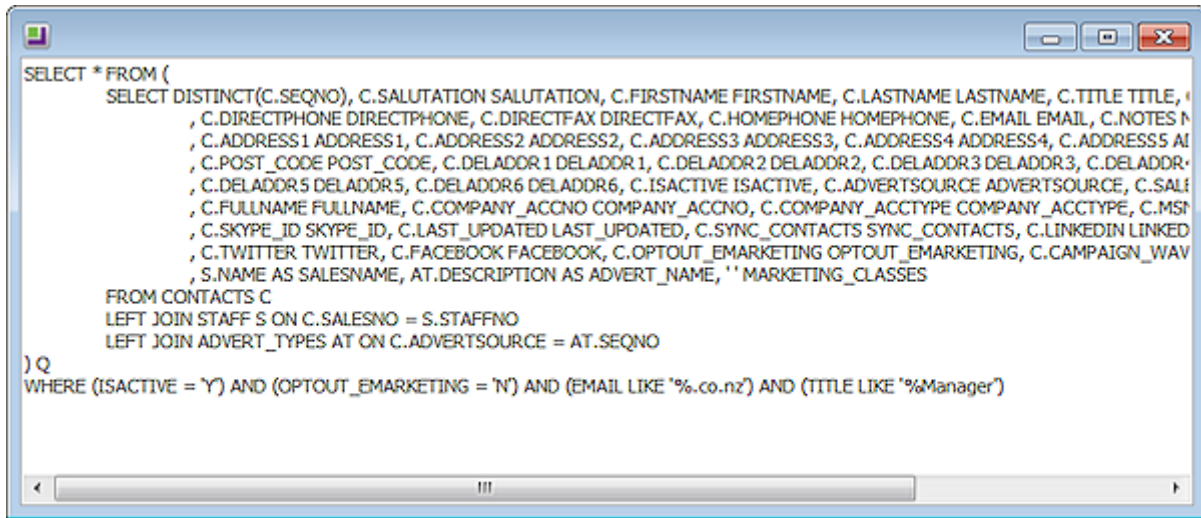 SELECT * FROM (
SELECT DISTINCT(C.SEQNO), C.SALUTATION SALUTATION, C.FIRSTNAME FIRSTNAME, C.LASTNAME LASTNAME, C.TITLE TITLE,
, C.DIRECTPHONE DIRECTPHONE, C.DIRECTFAX DIRECTFAX, C.HOMEPHONE HOMEPHONE, C.EMAIL EMAIL, C.NOTES
, C.ADDRESS1 ADDRESS1, C.ADDRESS2 ADDRESS2, C.ADDRESS3 ADDRESS3, C.ADDRESS4 ADDRESS4, C.ADDRESS5
, C.POST_CODE POST_CODE, C.DELADDR1 DELADDR1, C.DELADDR2 DELADDR2, C.DELADDR3 DELADDR3, C.DELADDR
, C.DELADDR5 DELADDR5, C.DELADDR6 DELADDR6, C.ISACTIVE ISACTIVE, C.ADVERTSOURCE ADVERTSOURCE, C.SALE
, C.FULLNAME FULLNAME, C.COMPANY_ACCNO COMPANY_ACCNO, C.COMPANY_ACCTYPE COMPANY_ACCTYPE, C.MSN
, C.SKYPE_ID SKYPE_ID, C.LAST_UPDATED LAST_UPDATED, C.SYNC_CONTACTS SYNC_CONTACTS, C.LINKEDIN LINKED
, C.TWITTER TWITTER, C.FACEBOOK FACEBOOK, C.OPTOUT_EMARKETING OPTOUT_EMARKETING, C.CAMPAIGN_WAV
, S.NAME AS SALESNAME, AT.DESCRIPTION AS ADVERT_NAME, ' ' MARKETING_CLASSES
FROM CONTACTS C
LEFT JOIN STAFF S ON C.SALESNO = S.STAFFNO
LEFT JOIN ADVERT_TYPES AT ON C.ADVERTSOURCE = AT.SEQNO
) Q
WHERE (ISACTIVE = 'Y') AND (OPTOUT_EMARKETING = 'N') AND (EMAIL LIKE '%.co.nz') AND (TITLE LIKE '%Manager')